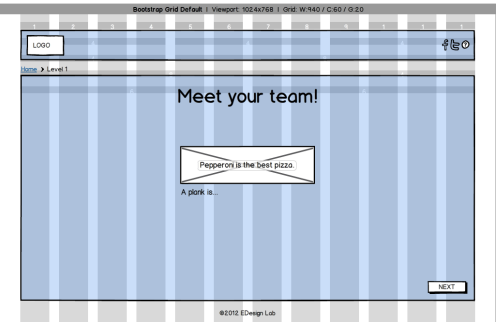 Bootstrap Grid Default | Viewport: 1024x768 | Grid: W:940 / C:60 / G:20
1 2 3 4 5 6 7 8 9 1 1 1
LOGO
f t ?
Home > Level 1
Meet your team!
Pepperoni is the best pizza.
A plank is...
NEXT
©2012 EDesign Lab